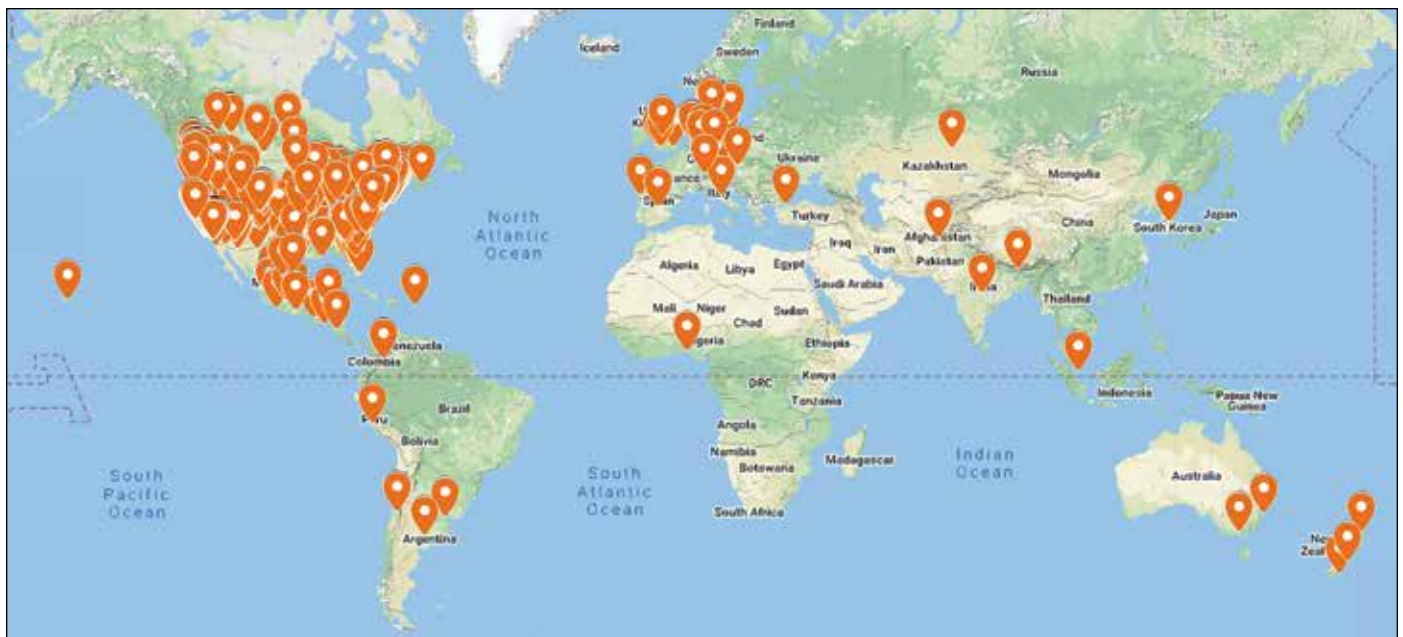 Finland
Iceland
Sweden
Russia
Ukraine
Kazakhstan
Mongolia
North
Atlantic
Ocean
Turkey
China
South Korea
Japan
Iraq
Iran
Pakistan
Algeria
Libya
Egypt
Saudi Arabia
Mali
Niger
Chad
Sudan
Thailand
Ethiopia
Colombia
Kenya
DRC
Tanzania
Indonesia
Papua New
Guinea
Brazil
Angola
Bolivia
Namibia
Botswana
Madagascar
Indian
Ocean
South
Pacific
Ocean
South
Atlantic
Ocean
Australia
South Africa
Argentina